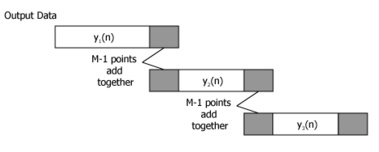 Output Data
y₁(n)
M-1 points
add
together
y₂(n)
M-1 points
add
together
y₃(n)